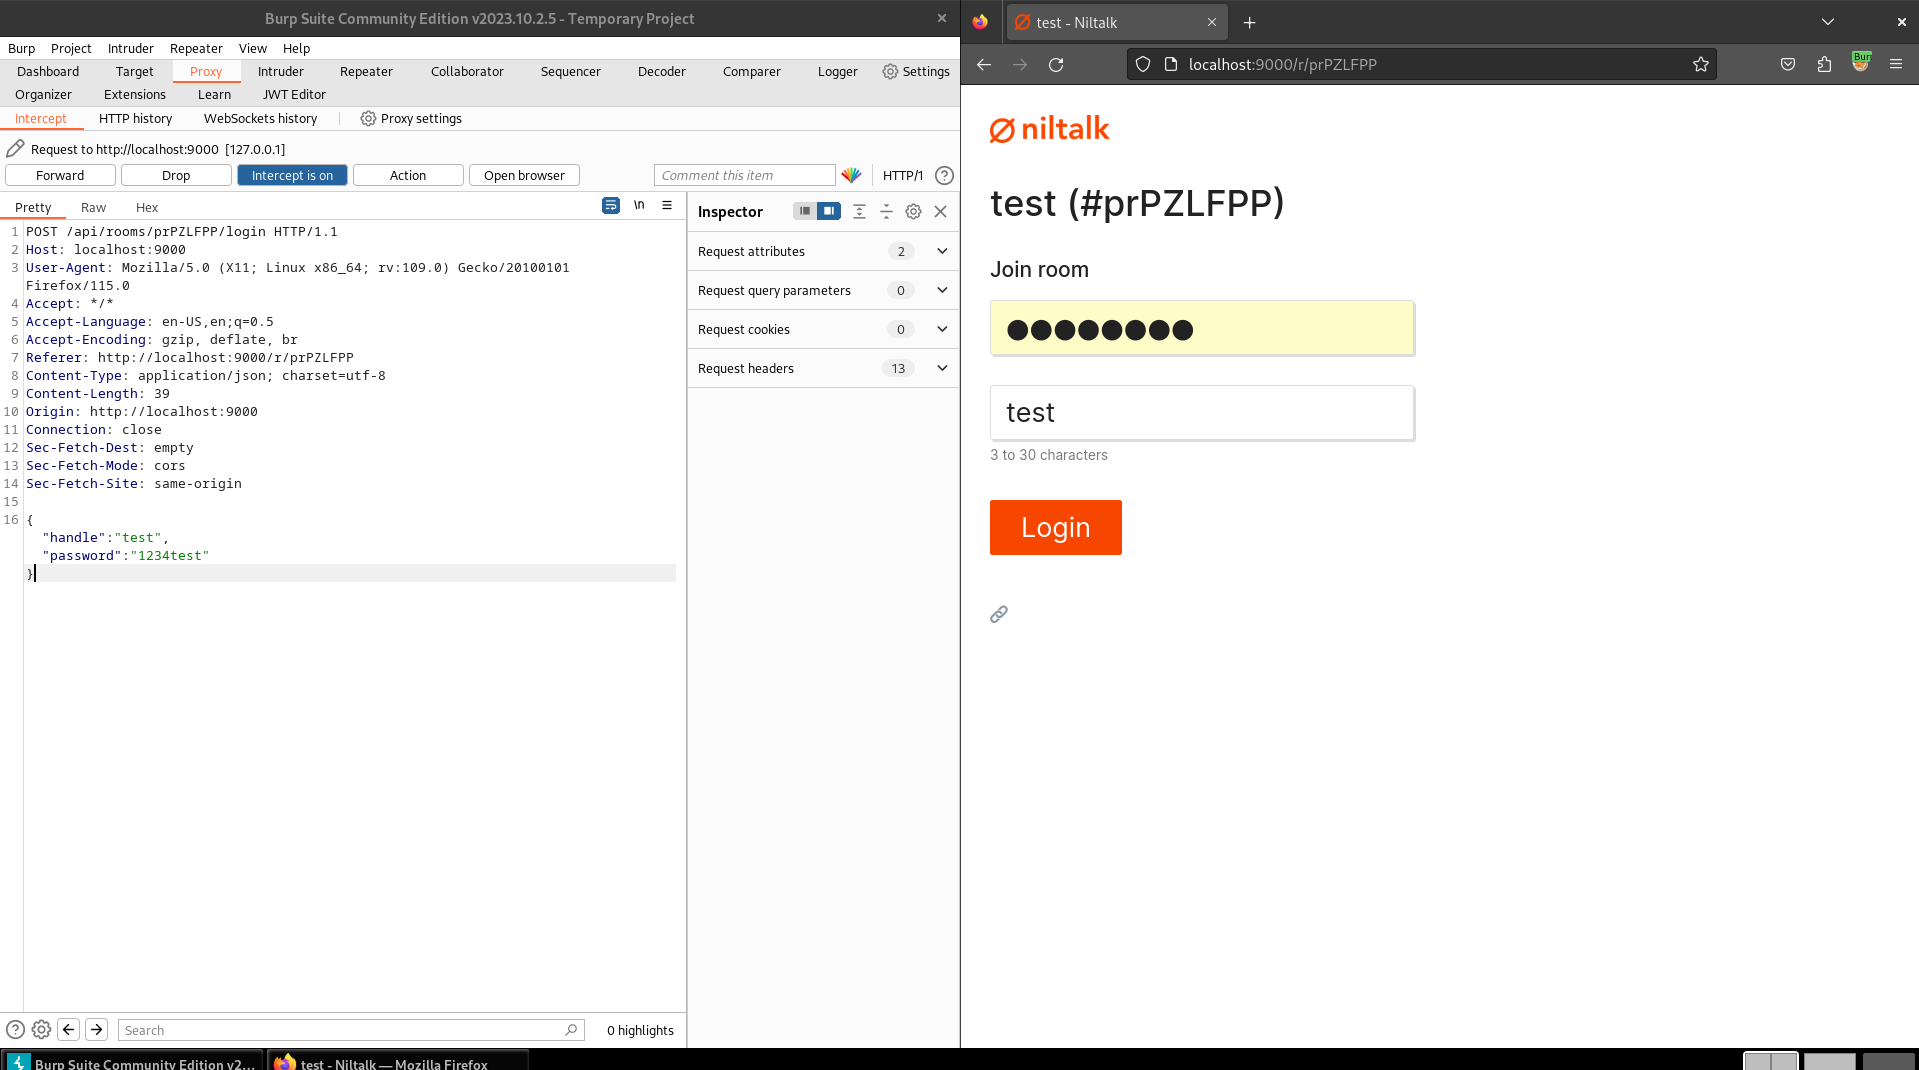 Burp Suite Community Edition v2023.10.2.5 - Temporary Project
Burp Project Intruder Repeater View Help
Dashboard Target Proxy Intruder Repeater Collaborator Sequencer Decoder Comparer Logger Settings
Organizer Extensions Learn JWT Editor
Intercept HTTP history WebSockets history Proxy settings
Request to http://localhost:9000 [127.0.0.1]
Forward Drop Intercept is on Action Open browser Comment this item HTTP/1
Pretty Raw Hex \n
1 POST /api/rooms/prPZLFPP/login HTTP/1.1
2 Host: localhost:9000
3 User-Agent: Mozilla/5.0 (X11; Linux x86_64; rv:109.0) Gecko/20100101
Firefox/115.0
4 Accept: */*
5 Accept-Language: en-US,en;q=0.5
6 Accept-Encoding: gzip, deflate, br
7 Referer: http://localhost:9000/r/prPZLFPP
8 Content-Type: application/json; charset=utf-8
9 Content-Length: 39
10 Origin: http://localhost:9000
11 Connection: close
12 Sec-Fetch-Dest: empty
13 Sec-Fetch-Mode: cors
14 Sec-Fetch-Site: same-origin
15
16 {
"handle":"test",
"password":"1234test"
}
Search 0 highlights
Inspector
Request attributes 2
Request query parameters 0
Request cookies 0
Request headers 13
test - Niltalk
localhost:9000/r/prPZLFPP
Bur
niltalk
test (#prPZLFPP)
Join room
●●●●●●●●
test
3 to 30 characters
Login
Burp Suite Community Edition v2... test - Niltalk — Mozilla Firefox